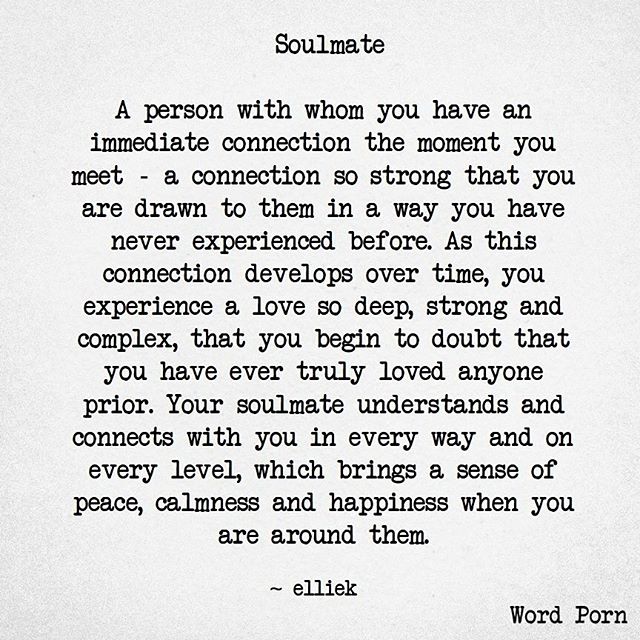 Soulmate
A person with whom you have an
immediate connection the moment you
meet - a connection so strong that you
are drawn to them in a way you have
never experienced before. As this
connection develops over time, you
experience a love so deep, strong and
complex, that you begin to doubt that
you have ever truly loved anyone
prior. Your soulmate understands and
connects with you in every way and on
every level, which brings a sense of
peace, calmness and happiness when you
are around them.
~ elliek
Word Porn